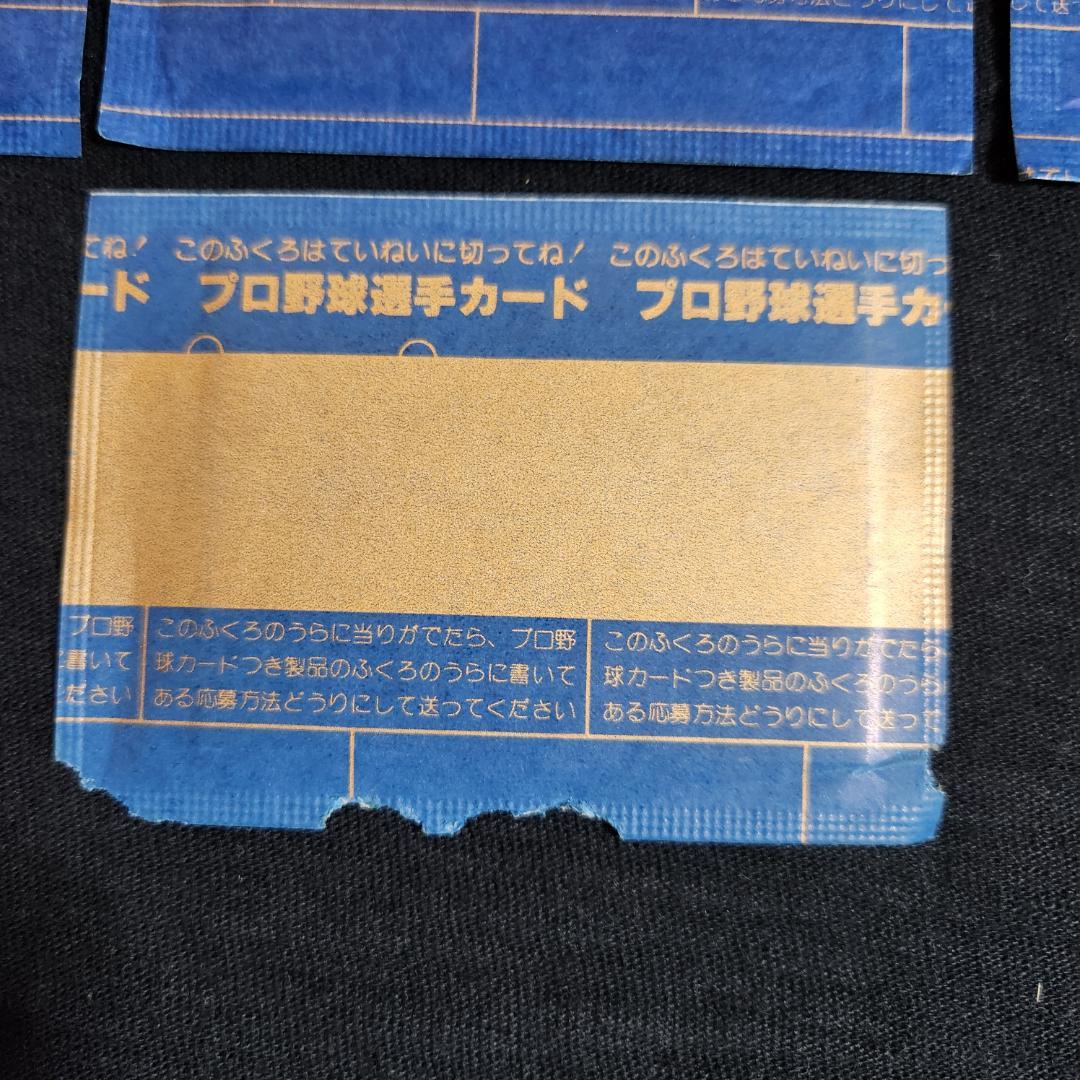 てね! このふくろはていねいに切ってね! このふくろはていねいに切っ
ード プロ野球選手カード プロ野球選手カ
プロ野 このふくろのうらに当りがでたら、プロ野 このふくろのうらに当りがでたら、
書いて 球カードつき製品のふくろのうらに書いて 球カードつき製品のふくろのうら
ださい ある応募方法どうりにして送ってください ある応募方法どうりにして送って